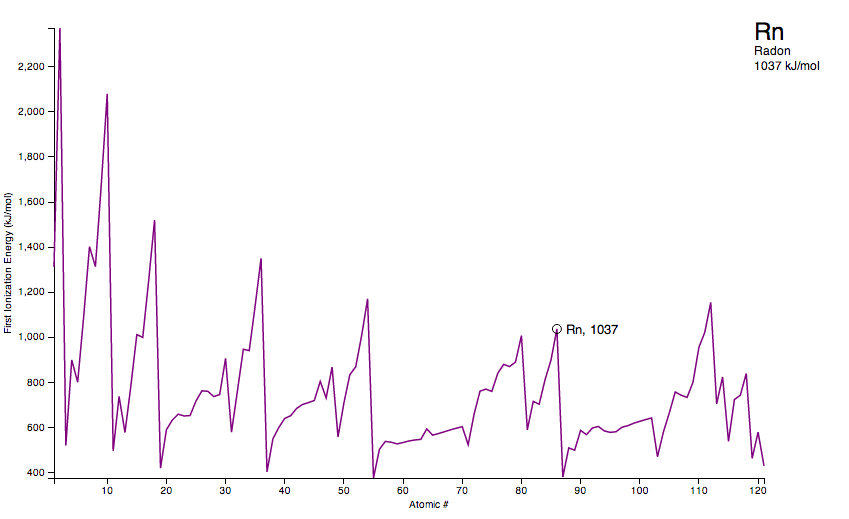 Rn
Radon
1037 kJ/mol
2,200
2,000
1,800
1,600
1,400
1,200
1,000
800
600
400
First Ionization Energy (kJ/mol)
Rn, 1037
10 20 30 40 50 60 70 80 90 100 110 120
Atomic #